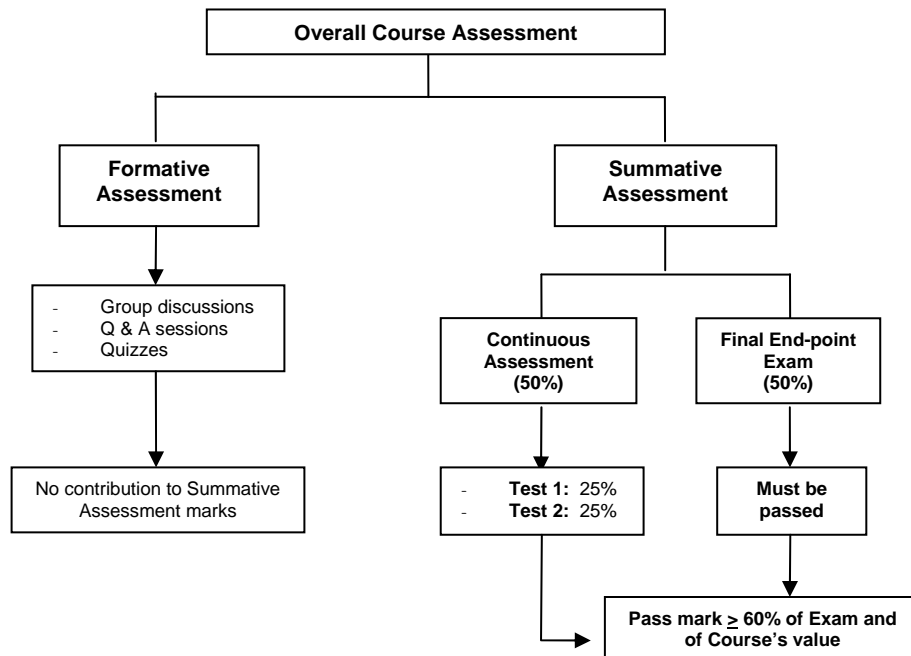 Overall Course Assessment
Formative
Assessment
Summative
Assessment
- Group discussions
- Q & A sessions
- Quizzes
Continuous
Assessment
(50%)
Final End-point
Exam
(50%)
No contribution to Summative
Assessment marks
- Test 1: 25%
- Test 2: 25%
Must be
passed
Pass mark ≥ 60% of Exam and
of Course's value